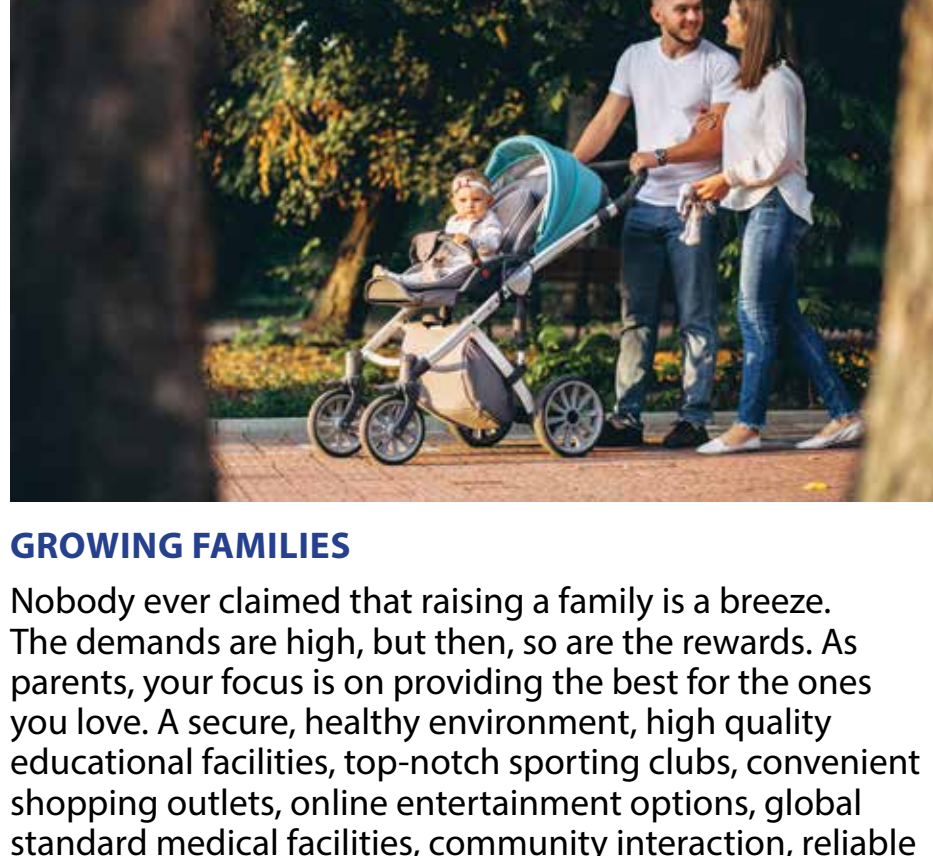 GROWING FAMILIES
Nobody ever claimed that raising a family is a breeze.
The demands are high, but then, so are the rewards. As
parents, your focus is on providing the best for the ones
you love. A secure, healthy environment, high quality
educational facilities, top-notch sporting clubs, convenient
shopping outlets, online entertainment options, global
standard medical facilities, community interaction, reliable